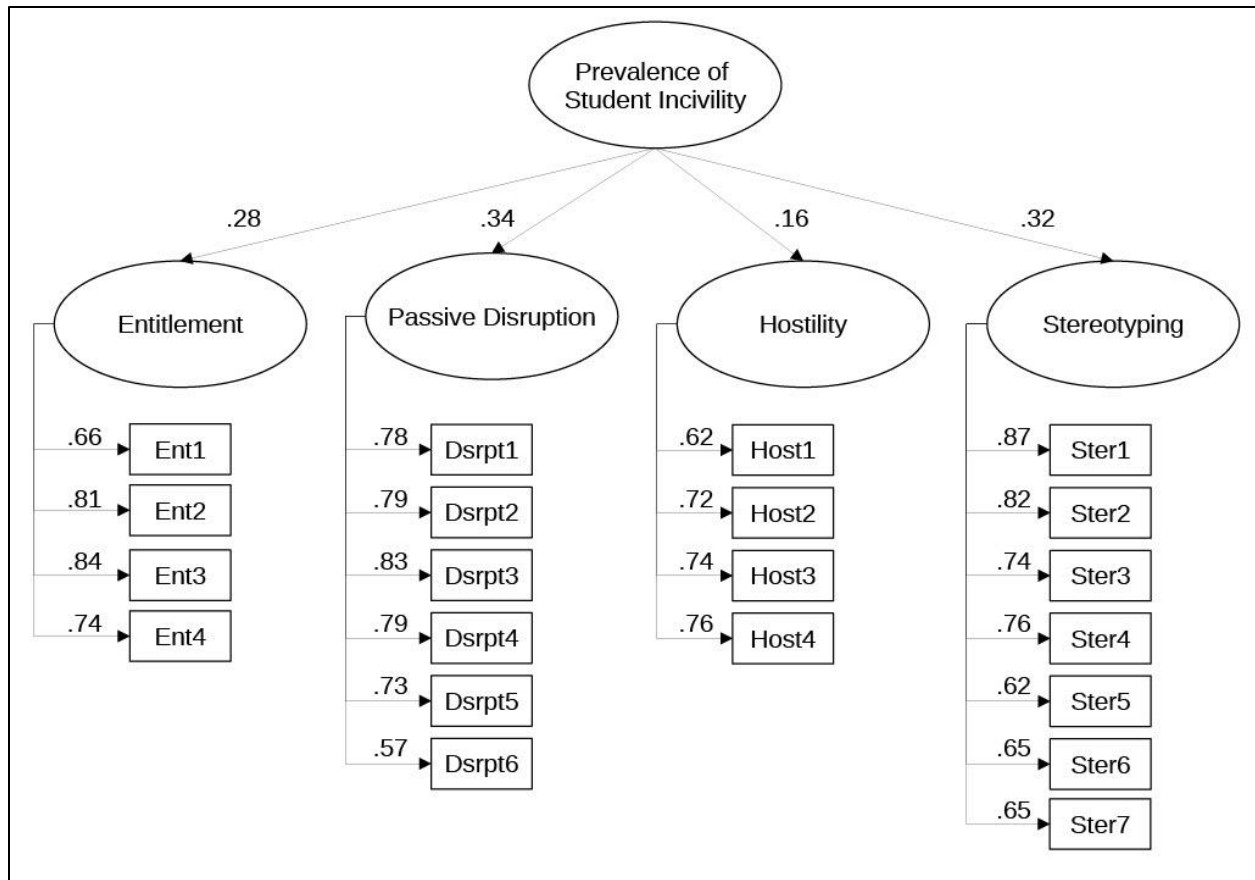 Prevalence of
Student Incivility
.28
.34
.16
.32
Entitlement
Passive Disruption
Hostility
Stereotyping
.66
Ent1
.81
Ent2
.84
Ent3
.74
Ent4
.78
Dsrpt1
.79
Dsrpt2
.83
Dsrpt3
.79
Dsrpt4
.73
Dsrpt5
.57
Dsrpt6
.62
Host1
.72
Host2
.74
Host3
.76
Host4
.87
Ster1
.82
Ster2
.74
Ster3
.76
Ster4
.62
Ster5
.65
Ster6
.65
Ster7